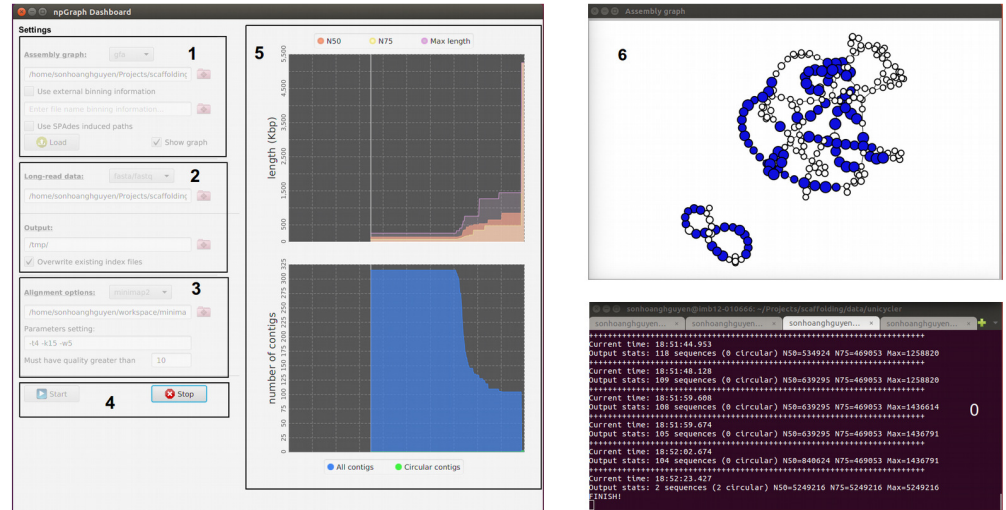 npGraph Dashboard
Settings
1
Assembly graph: gfa
/home/sonhoanghguyen/Projects/scaffolding
Use external binning information
Enter file name binning information...
Use SPAdes induced paths
Load
Show graph
2
Long-read data: fasta/fastq
/home/sonhoanghguyen/Projects/scaffolding
Output:
/tmp/
Overwrite existing index files
3
Alignment options: minimap2
/home/sonhoanghguyen/workspace/minima
Parameters setting:
-t4 -k15 -w5
Must have quality greater than 10
Start
4
Stop
5
N50 N75 Max length
length (Kbp)
5,500
4,500
3,500
2,500
1,500
500
0
number of contigs
325
300
275
250
225
200
175
150
125
100
75
50
25
0
All contigs Circular contigs
Assembly graph
6
sonhoanghguyen@imb12-010666: ~/Projects/scaffolding/data/unicycler
sonhoanghguyen... × sonhoanghguyen... × sonhoanghguyen... × sonhoanghguyen... ×
Current time: 18:51:44.953
Output stats: 118 sequences (0 circular) N50=534924 N75=469053 Max=1258820
Current time: 18:51:48.128
Output stats: 109 sequences (0 circular) N50=639295 N75=469053 Max=1258820
Current time: 18:51:59.608
Output stats: 108 sequences (0 circular) N50=639295 N75=469053 Max=1436614
Current time: 18:51:59.674
Output stats: 105 sequences (0 circular) N50=639295 N75=469053 Max=1436791
Current time: 18:52:02.674
Output stats: 104 sequences (0 circular) N50=840624 N75=469053 Max=1436791
Current time: 18:52:23.427
Output stats: 2 sequences (2 circular) N50=5249216 N75=5249216 Max=5249216
FINISH!
0